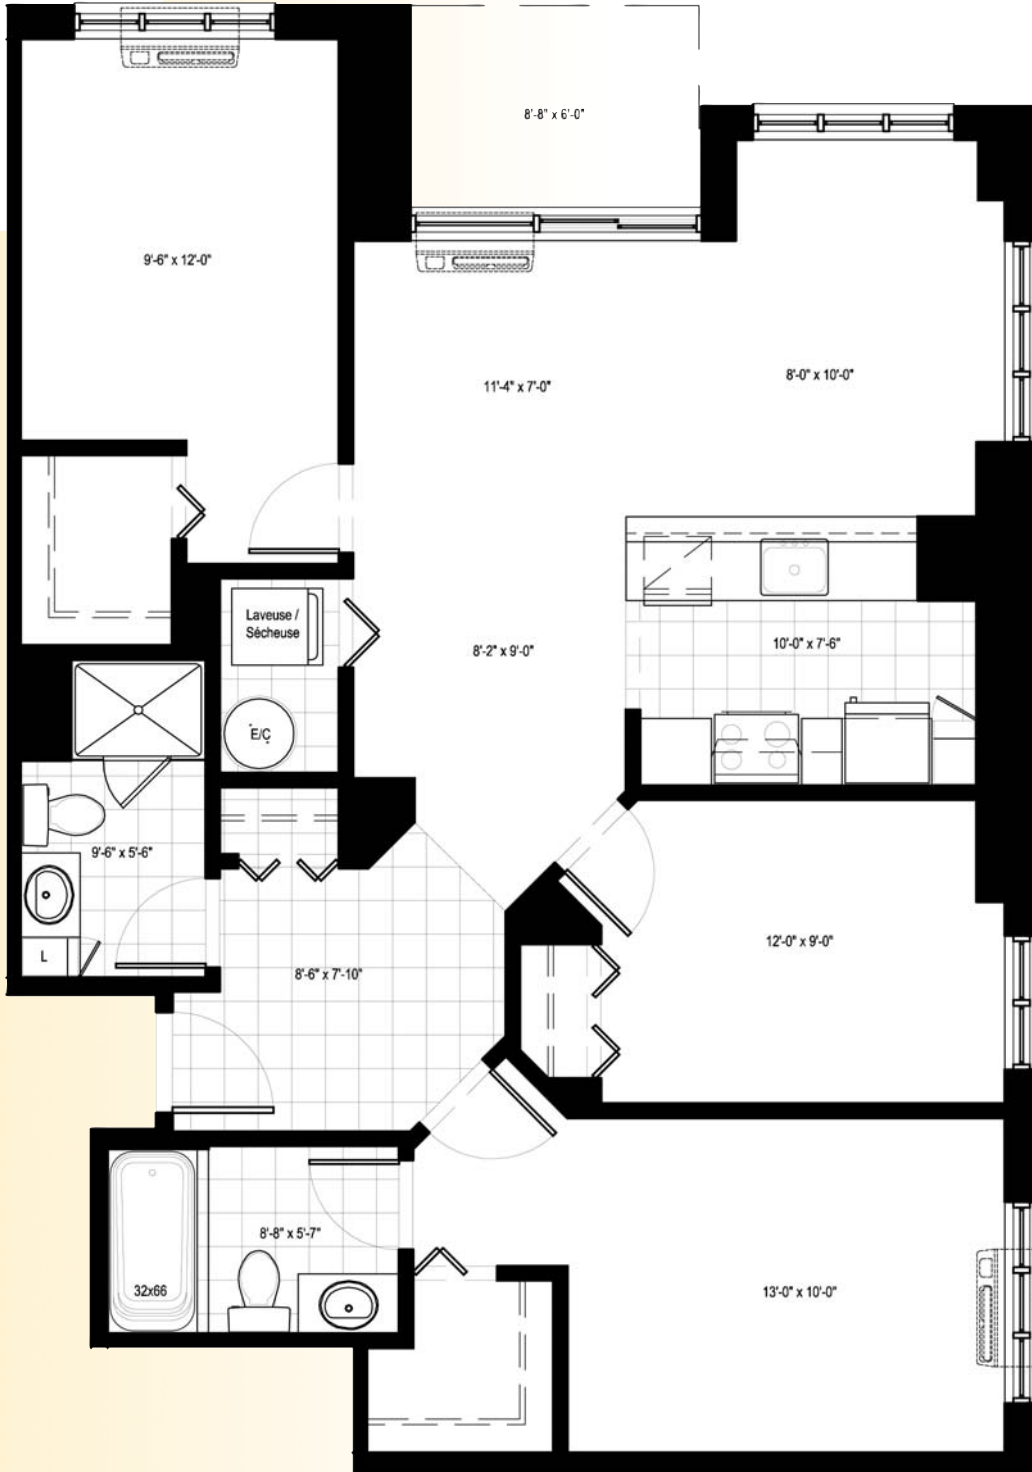 8'-8" x 6'-0"
9'-6" x 12'-0"
11'-4" x 7'-0"
8'-0" x 10'-0"
Laveuse /
Sécheuse
8'-2" x 9'-0"
10'-0" x 7'-6"
E/C
9'-6" x 5'-6"
12'-0" x 9'-0"
L
8'-6" x 7'-10"
8'-8" x 5'-7"
32x66
13'-0" x 10'-0"